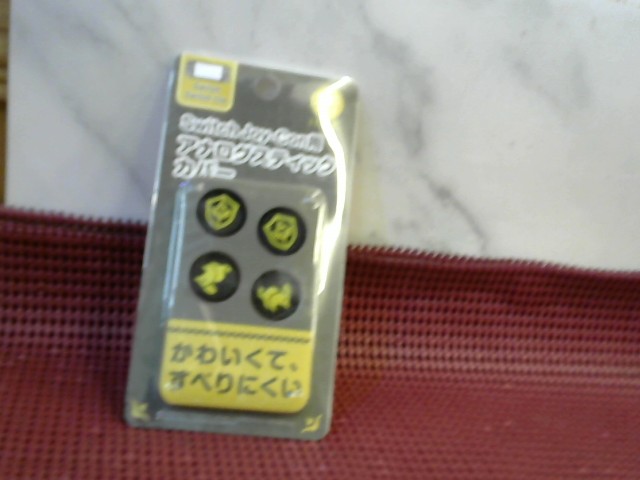 Switch Joy-Con用
アナログスティック
カバー
かわいくて、
すべりにくい